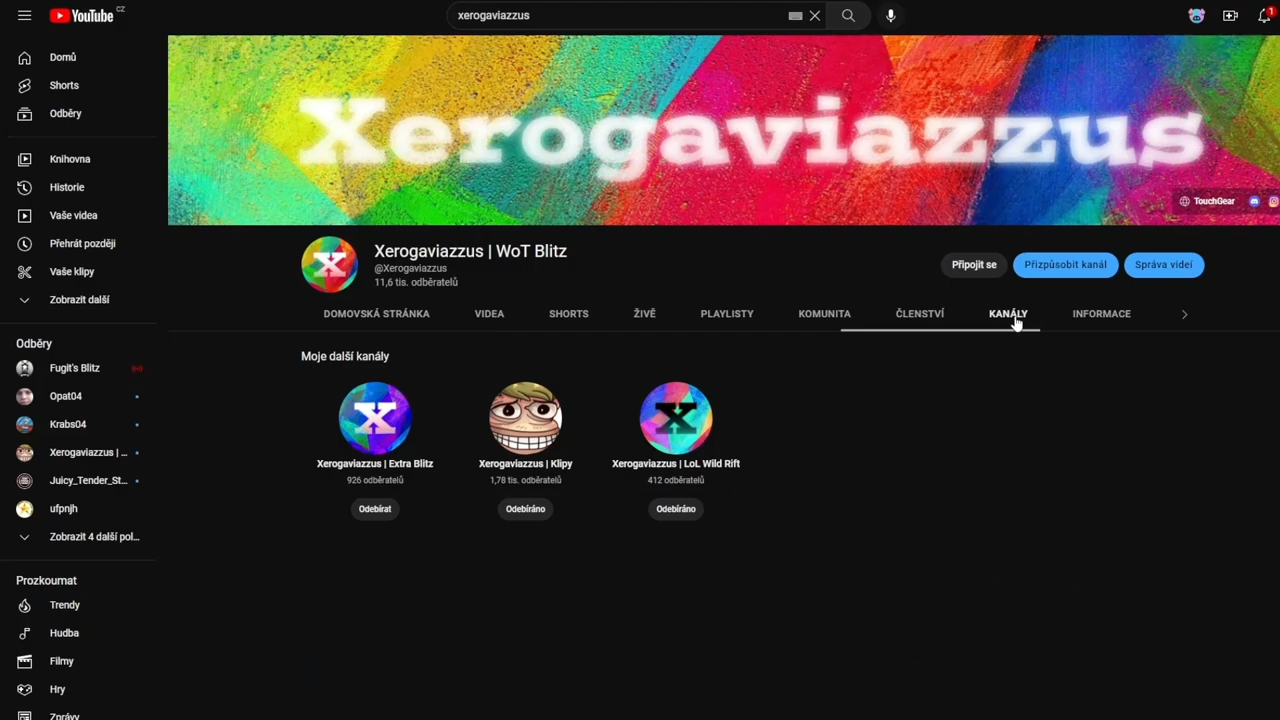 YouTube CZ
xerogaviazzus
1
Domů
Shorts
Odběry
Knihovna
Historie
Vaše videa
Přehrát později
Vaše klipy
Zobrazit další
Odběry
Fugit's Blitz
Opat04
Krabs04
Xerogaviazzus | ...
Juicy_Tender_St...
ufpnjh
Zobrazit 4 další pol...
Prozkoumat
Trendy
Hudba
Filmy
Hry
Zprávy
Xerogaviazzus
TouchGear
X
Xerogaviazzus | WoT Blitz
@Xerogaviazzus
11,6 tis. odběratelů
Připojit se
Přizpůsobit kanál
Správa videí
DOMOVSKÁ STRÁNKA
VIDEA
SHORTS
ŽIVĚ
PLAYLISTY
KOMUNITA
ČLENSTVÍ
KANÁLY
INFORMACE
Moje další kanály
X
Xerogaviazzus | Extra Blitz
926 odběratelů
Odebírat
Xerogaviazzus | Klipy
1,78 tis. odběratelů
Odebíráno
X
Xerogaviazzus | LoL Wild Rift
412 odběratelů
Odebíráno